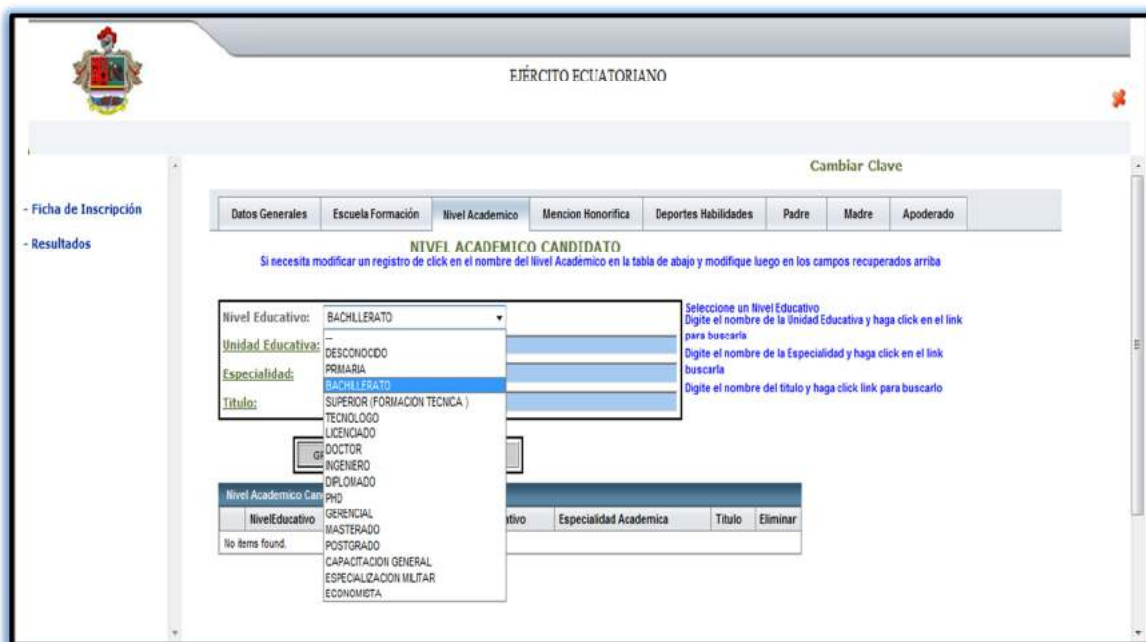 EJÉRCITO ECUATORIANO
Cambiar Clave
- Ficha de Inscripción
- Resultados
Datos Generales
Escuela Formación
Nivel Academico
Mencion Honorifica
Deportes Habilidades
Padre
Madre
Apoderado
NIVEL ACADEMICO CANDIDATO
Si necesita modificar un registro de click en el nombre del Nivel Académico en la tabla de abajo y modifique luego en los campos recuperados arriba
Nivel Educativo: BACHILLERATO
Unidad Educativa:
Especialidad:
Titulo:
---
DESCONOCIDO
PRIMARIA
BACHILLERATO
SUPERIOR (FORMACION TECNICA )
TECNOLOGO
LICENCIADO
DOCTOR
INGENIERO
DIPLOMADO
PHD
GERENCIAL
MASTERADO
POSTGRADO
CAPACITACION GENERAL
ESPECIALIZACION MILITAR
ECONOMISTA
Seleccione un Nivel Educativo
Digite el nombre de la Unidad Educativa y haga click en el link
para buscarla
Digite el nombre de la Especialidad y haga click en el link
buscarla
Digite el nombre del titulo y haga click link para buscarlo
Nivel Academico Can
NivelEducativo
ativo
Especialidad Academica
Titulo
Eliminar
No items found.